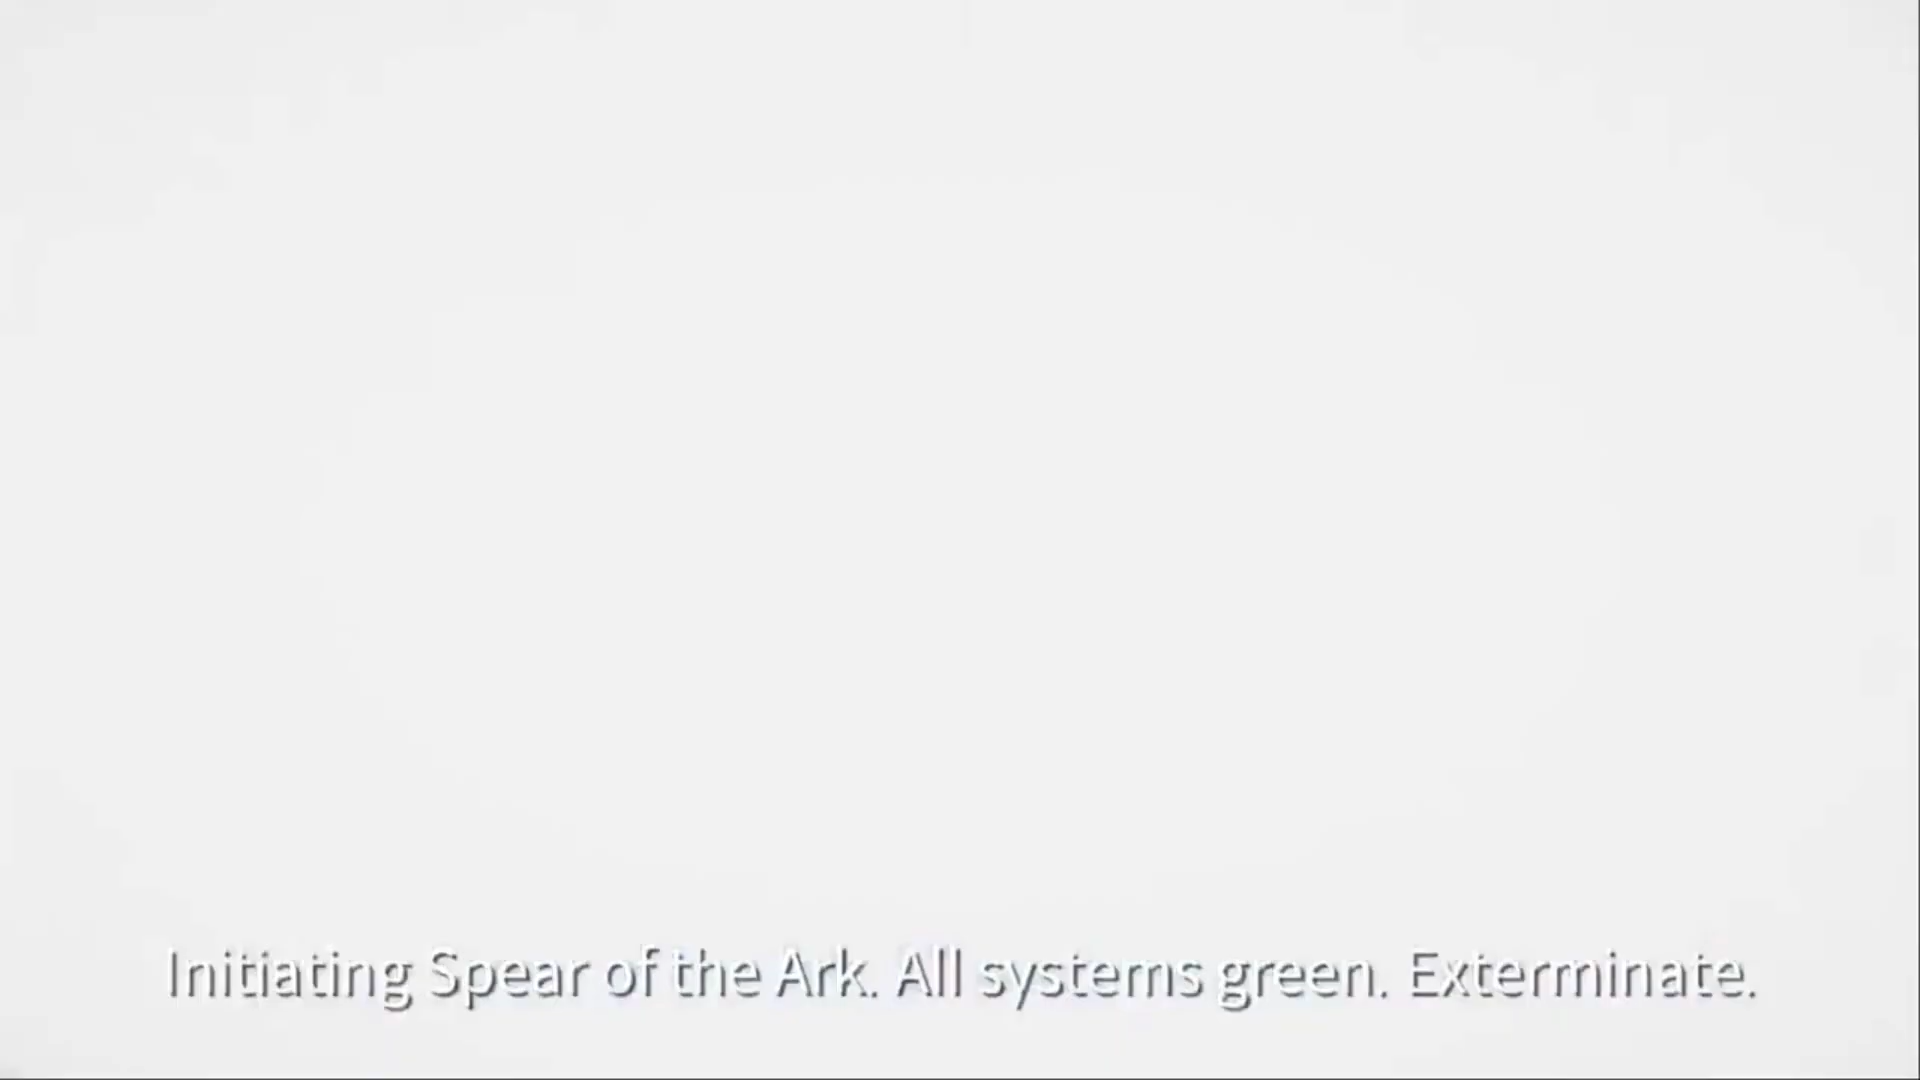 Initiating Spear of the Ark. All systems green. Exterminate.